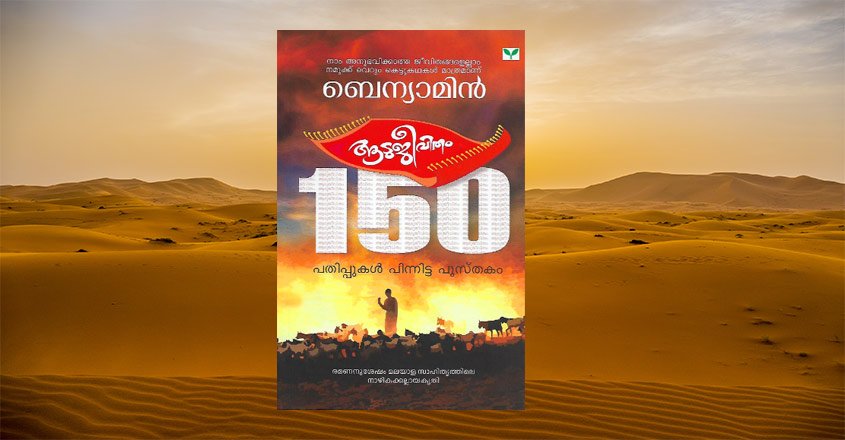 നാം അനുഭവിക്കാത്ത ജീവിതങ്ങളെല്ലാം
നമുക്ക് വെറും കെട്ടുകഥകൾ മാത്രമാണ്
ബെന്യാമിൻ
ആടുജീവിതം
150
പതിപ്പുകൾ പിന്നിട്ട പുസ്തകം
രമണനുശേഷം മലയാള സാഹിത്യത്തിലെ
നാഴികക്കല്ലായകൃതി